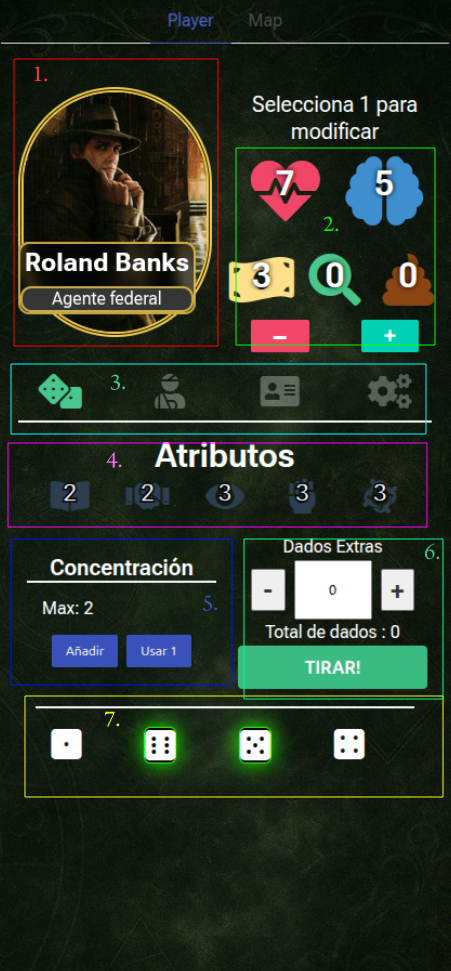 Player Map
1.
Selecciona 1 para
modificar
7 5
2.
3 0 0
Roland Banks
Agente federal
- +
3.
Atributos
4.
2 2 3 3 3
Concentración
Max: 2
5.
Añadir Usar 1
Dados Extras
6.
- 0 +
Total de dados : 0
TIRAR!
7.